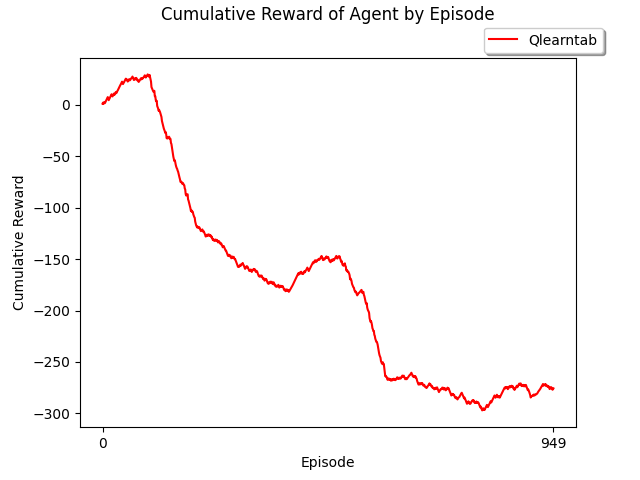 Cumulative Reward of Agent by Episode
Qlearntab
0
−50
−100
−150
−200
−250
−300
Cumulative Reward
0
949
Episode